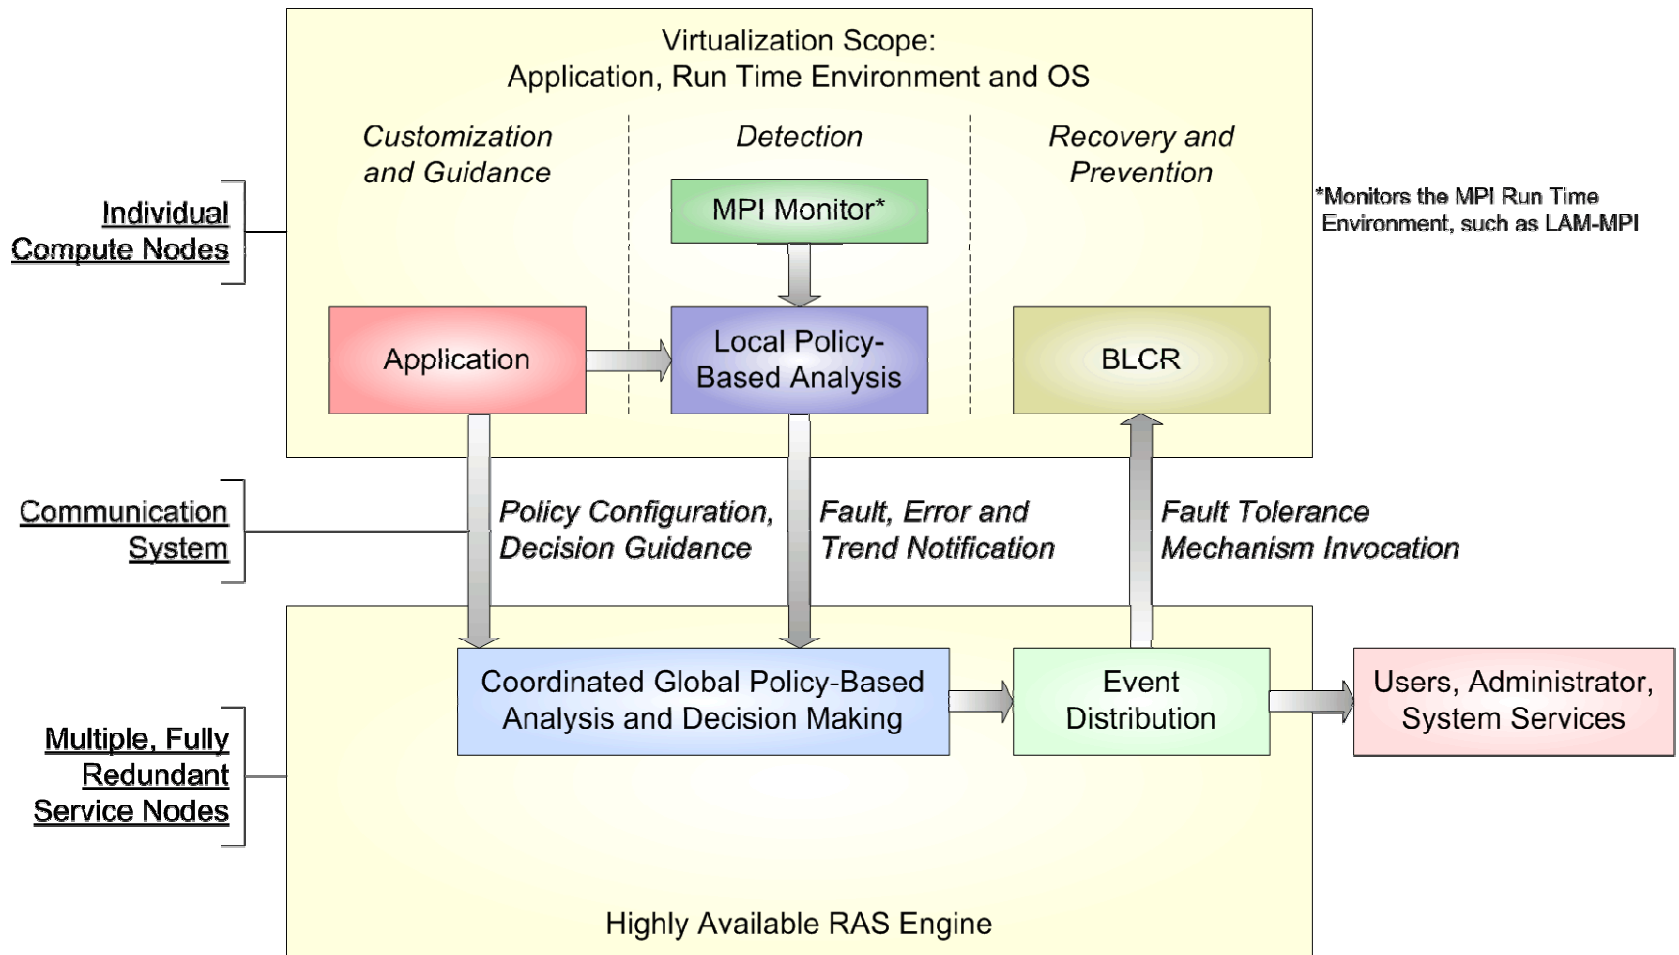 Virtualization Scope:
Application, Run Time Environment and OS
Customization
and Guidance
Detection
Recovery and
Prevention
Individual
Compute Nodes
MPI Monitor*
*Monitors the MPI Run Time
Environment, such as LAM-MPI
Application
Local Policy-
Based Analysis
BLCR
Communication
System
Policy Configuration,
Decision Guidance
Fault, Error and
Trend Notification
Fault Tolerance
Mechanism Invocation
Multiple, Fully
Redundant
Service Nodes
Coordinated Global Policy-Based
Analysis and Decision Making
Event
Distribution
Users, Administrator,
System Services
Highly Available RAS Engine